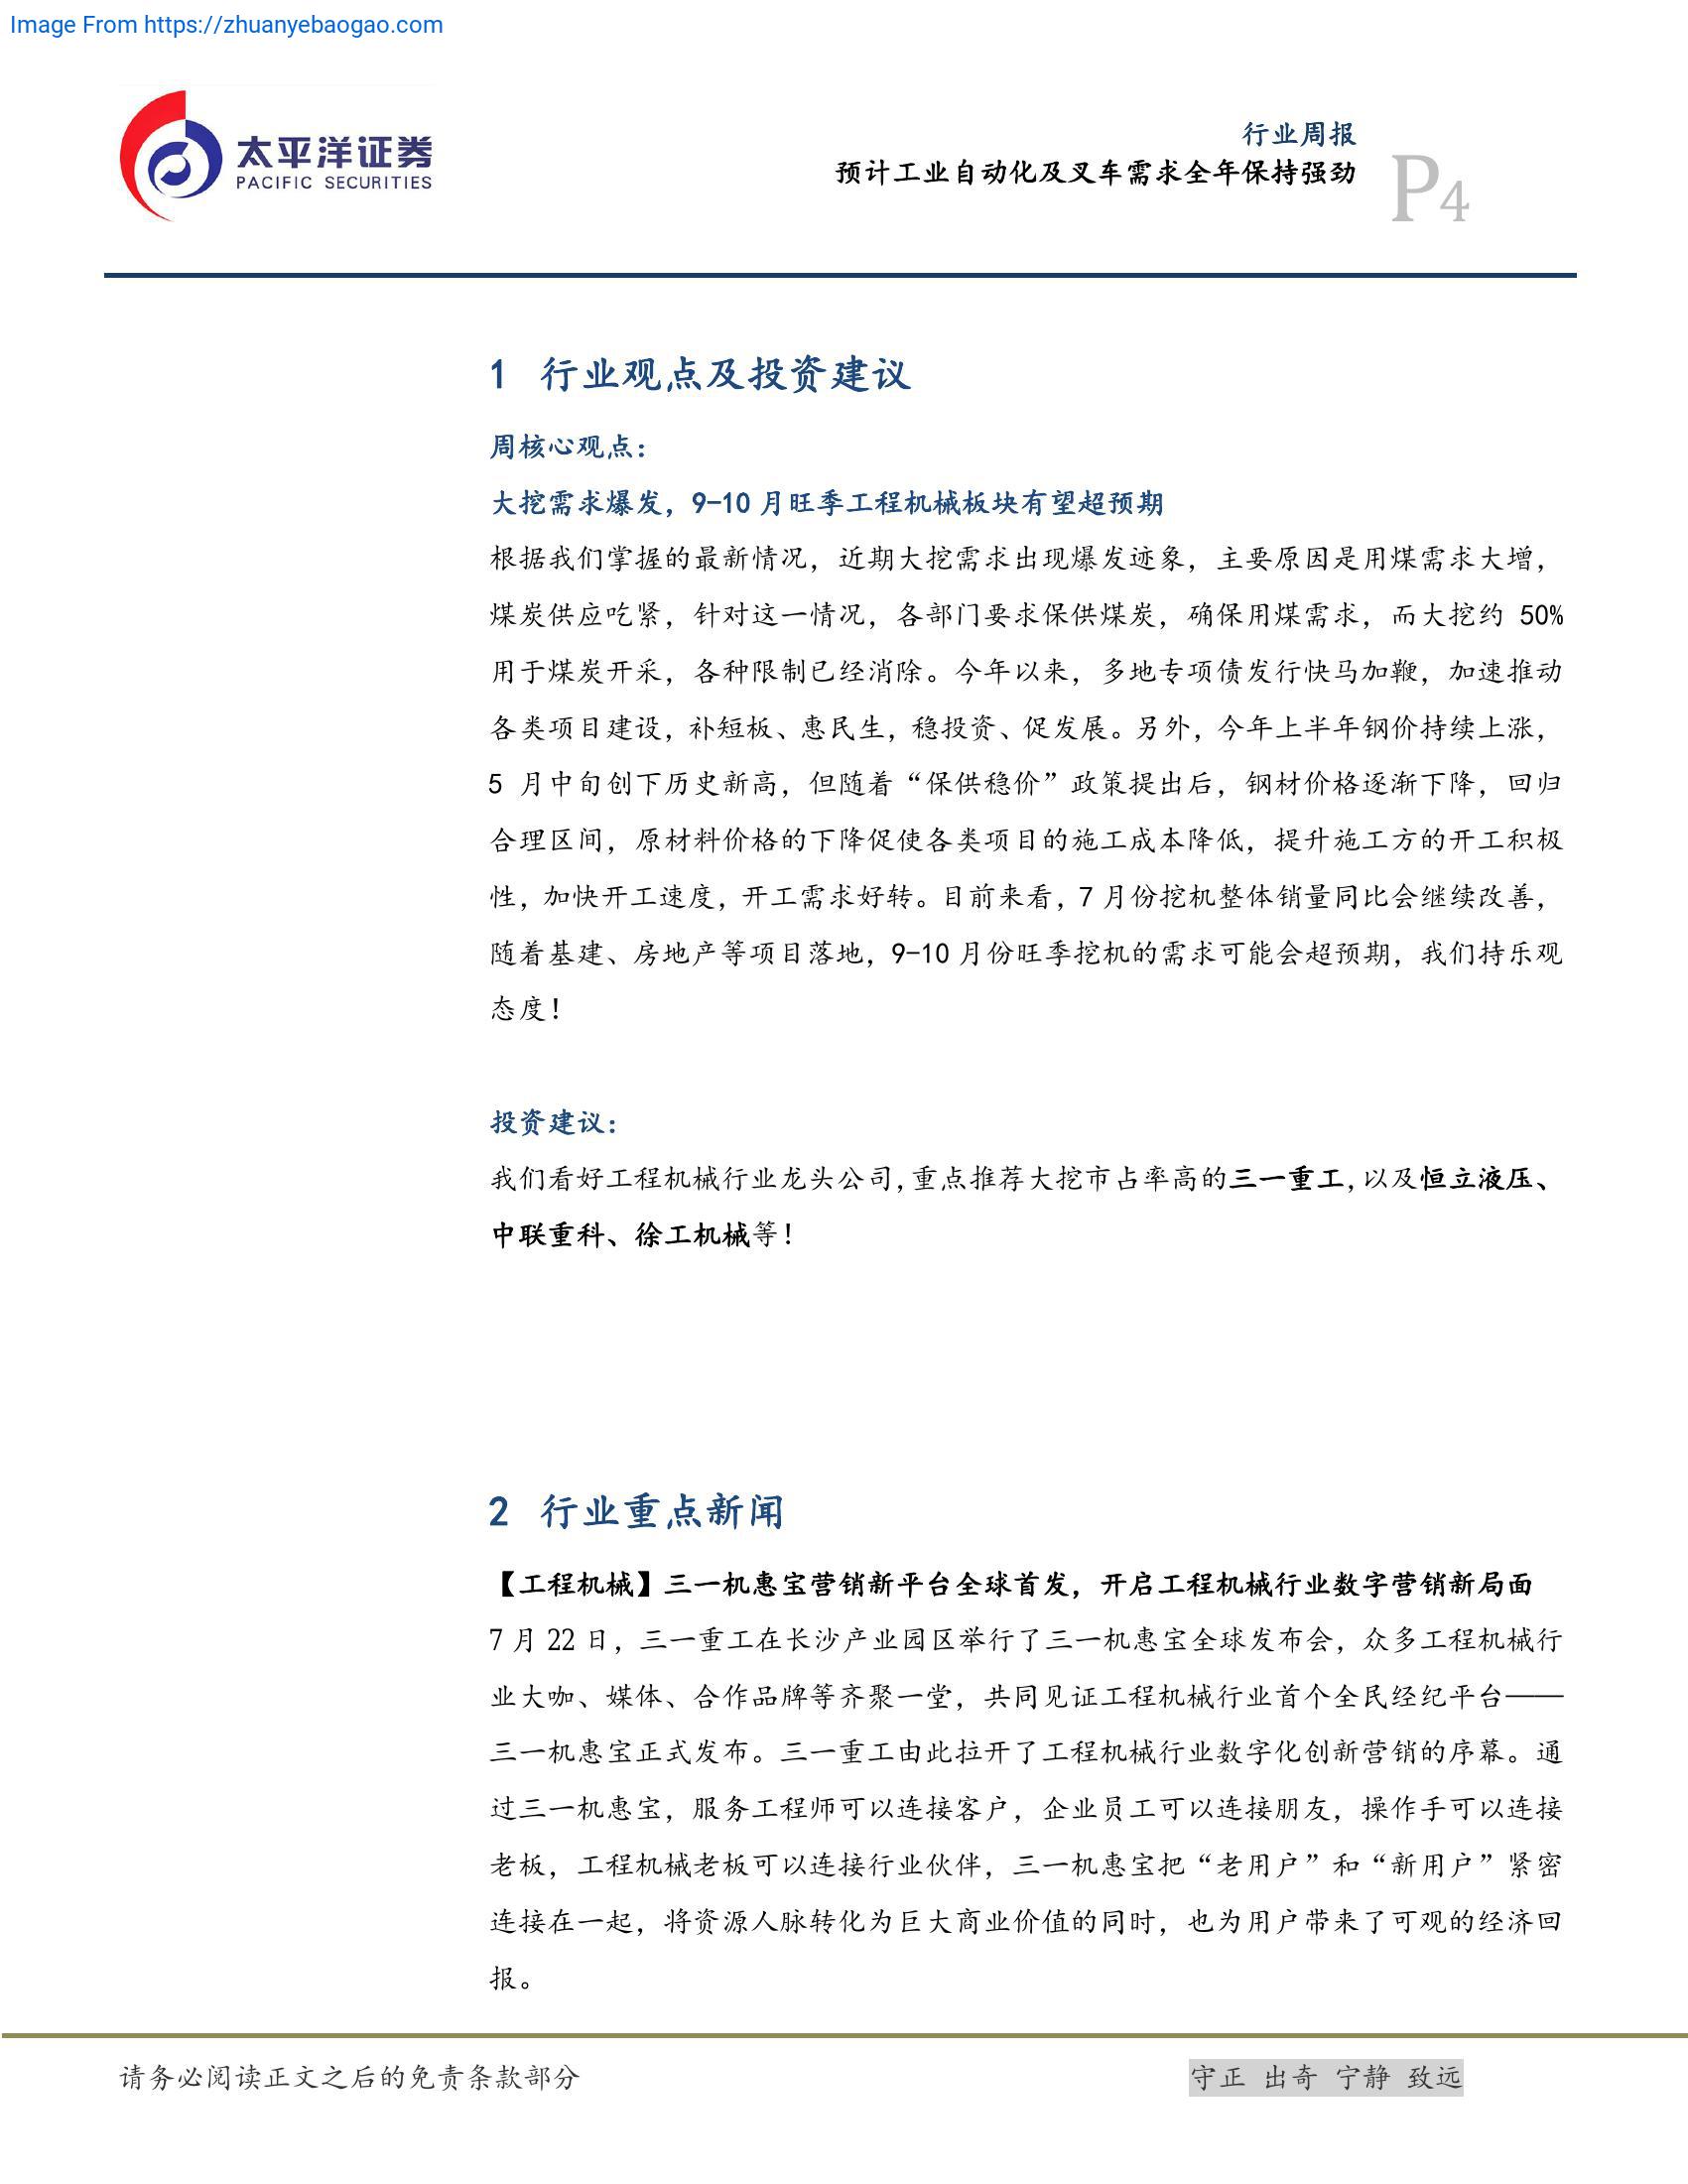 Image From https://zhuanyebaogao.com
太平洋证券
PACIFIC SECURITIES
行业周报
预计工业自动化及叉车需求全年保持强劲
P4
1 行业观点及投资建议
周核心观点：
大挖需求爆发，9-10 月旺季工程机械板块有望超预期
根据我们掌握的最新情况，近期大挖需求出现爆发迹象，主要原因是用煤需求大增，
煤炭供应吃紧，针对这一情况，各部门要求保供煤炭，确保用煤需求，而大挖约 50%
用于煤炭开采，各种限制已经消除。今年以来，多地专项债发行快马加鞭，加速推动
各类项目建设，补短板、惠民生，稳投资、促发展。另外，今年上半年钢价持续上涨，
5 月中旬创下历史新高，但随着“保供稳价”政策提出后，钢材价格逐渐下降，回归
合理区间，原材料价格的下降促使各类项目的施工成本降低，提升施工方的开工积极
性，加快开工速度，开工需求好转。目前来看，7 月份挖机整体销量同比会继续改善，
随着基建、房地产等项目落地，9-10 月份旺季挖机的需求可能会超预期，我们持乐观
态度！
投资建议：
我们看好工程机械行业龙头公司,重点推荐大挖市占率高的三一重工,以及恒立液压、
中联重科、徐工机械等！
2 行业重点新闻
【工程机械】三一机惠宝营销新平台全球首发，开启工程机械行业数字营销新局面
7 月 22 日，三一重工在长沙产业园区举行了三一机惠宝全球发布会，众多工程机械行
业大咖、媒体、合作品牌等齐聚一堂，共同见证工程机械行业首个全民经纪平台——
三一机惠宝正式发布。三一重工由此拉开了工程机械行业数字化创新营销的序幕。通
过三一机惠宝，服务工程师可以连接客户，企业员工可以连接朋友，操作手可以连接
老板，工程机械老板可以连接行业伙伴，三一机惠宝把“老用户”和“新用户”紧密
连接在一起，将资源人脉转化为巨大商业价值的同时，也为用户带来了可观的经济回
报。
请务必阅读正文之后的免责条款部分
守正 出奇 宁静 致远